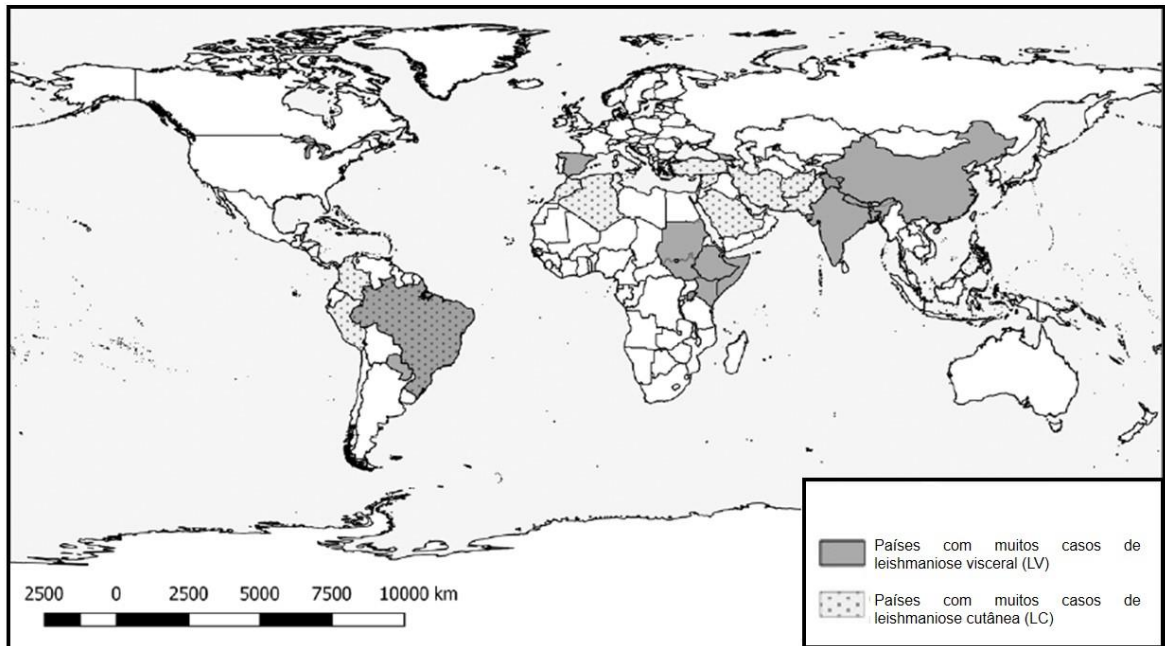 Países com muitos casos de
leishmaniose visceral (LV)
Países com muitos casos de
leishmaniose cutânea (LC)
2500 0 2500 5000 7500 10000 km